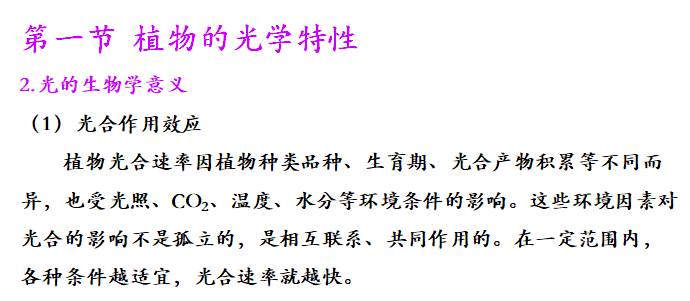 第一节 植物的光学特性
2.光的生物学意义
（1）光合作用效应
植物光合速率因植物种类品种、生育期、光合产物积累等不同而
异，也受光照、CO₂、温度、水分等环境条件的影响。这些环境因素对
光合的影响不是孤立的，是相互联系、共同作用的。在一定范围内，
各种条件越适宜，光合速率就越快。